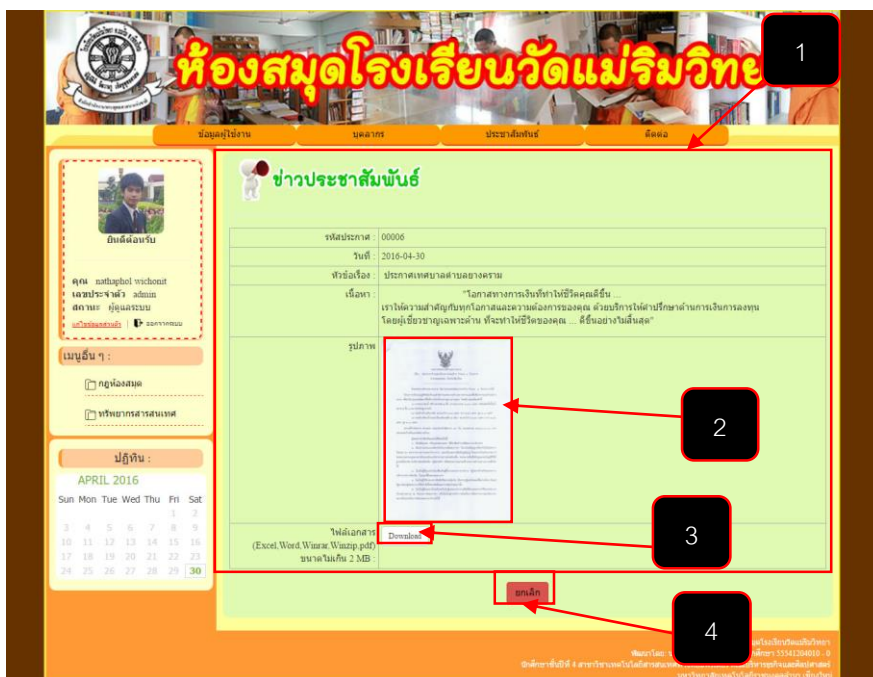 ห้องสมุดโรงเรียนวัดแม่ริมวิทย
1
ข้อมูลผู้ใช้งาน บุคลากร ประชาสัมพันธ์ ติดต่อ
ยินดีต้อนรับ
คุณ nathaphol wichonit
เลขประจำตัว admin
สถานะ ผู้ดูแลระบบ
แก้ไขข้อมูลส่วนตัว | ออกจากระบบ
เมนูอื่น ๆ :
กฎห้องสมุด
ทรัพยากรสารสนเทศ
ปฏิทิน :
APRIL 2016
Sun Mon Tue Wed Thu Fri Sat
1 2
3 4 5 6 7 8 9
10 11 12 13 14 15 16
17 18 19 20 21 22 23
24 25 26 27 28 29 30
ข่าวประชาสัมพันธ์
รหัสประกาศ : 00006
วันที่ : 2016-04-30
หัวข้อเรื่อง : ประกาศเทศบาลตำบลยางคราม
เนื้อหา : "โอกาสทางการเงินที่ทำให้ชีวิตคุณดีขึ้น ...
เราให้ความสำคัญกับทุกโอกาสและความต้องการของคุณ ด้วยบริการให้คำปรึกษาด้านการเงินการลงทุน
โดยผู้เชี่ยวชาญเฉพาะด้าน ที่จะทำให้ชีวิตของคุณ ... ดีขึ้นอย่างไม่สิ้นสุด"
รูปภาพ
2
ไฟล์เอกสาร
(Excel,Word,Winrar,Winzip,pdf)
ขนาดไม่เกิน 2 MB :
Download
3
ยกเลิก
4